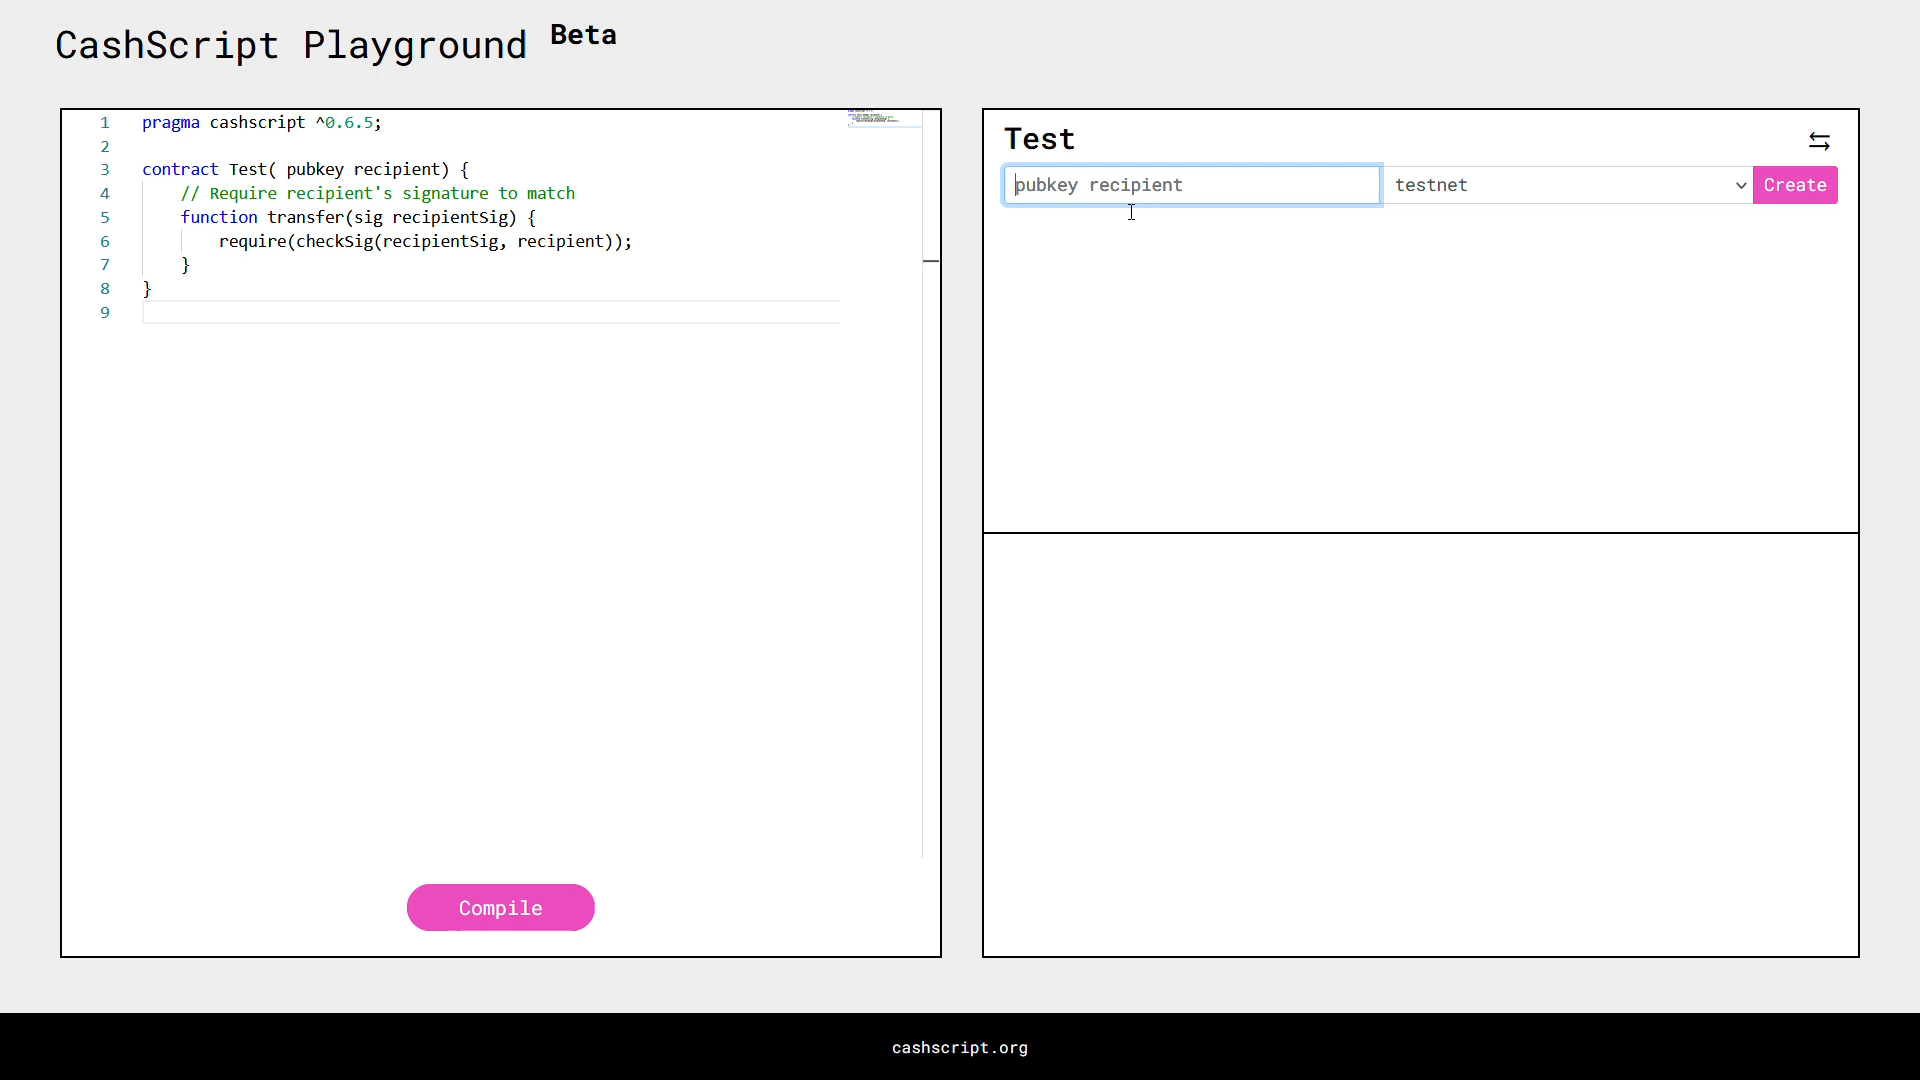 CashScript Playground Beta
1 pragma cashscript ^0.6.5;
2
3 contract Test( pubkey recipient) {
4 // Require recipient's signature to match
5 function transfer(sig recipientSig) {
6 require(checkSig(recipientSig, recipient));
7 }
8 }
9
Compile
Test
pubkey recipient
testnet
Create
cashscript.org